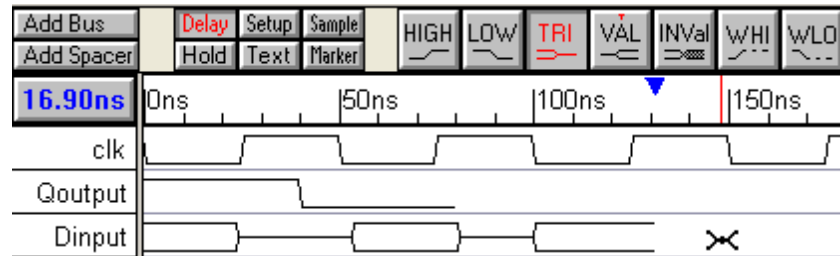 Add Bus Delay Setup Sample HIGH LOW TRI VAL INVal WHI WLO
Add Spacer Hold Text Marker
16.90ns 0ns 50ns 100ns 150ns
clk
Qoutput
Dinput